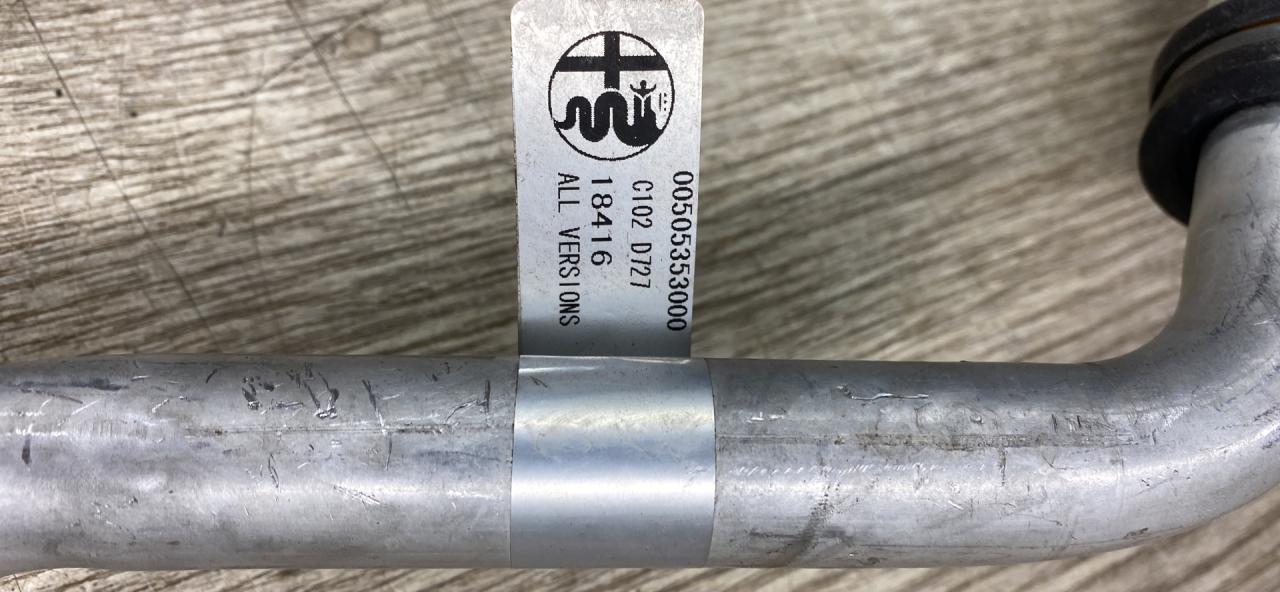 00505353000
C102 D727
18416
ALL VERSIONS